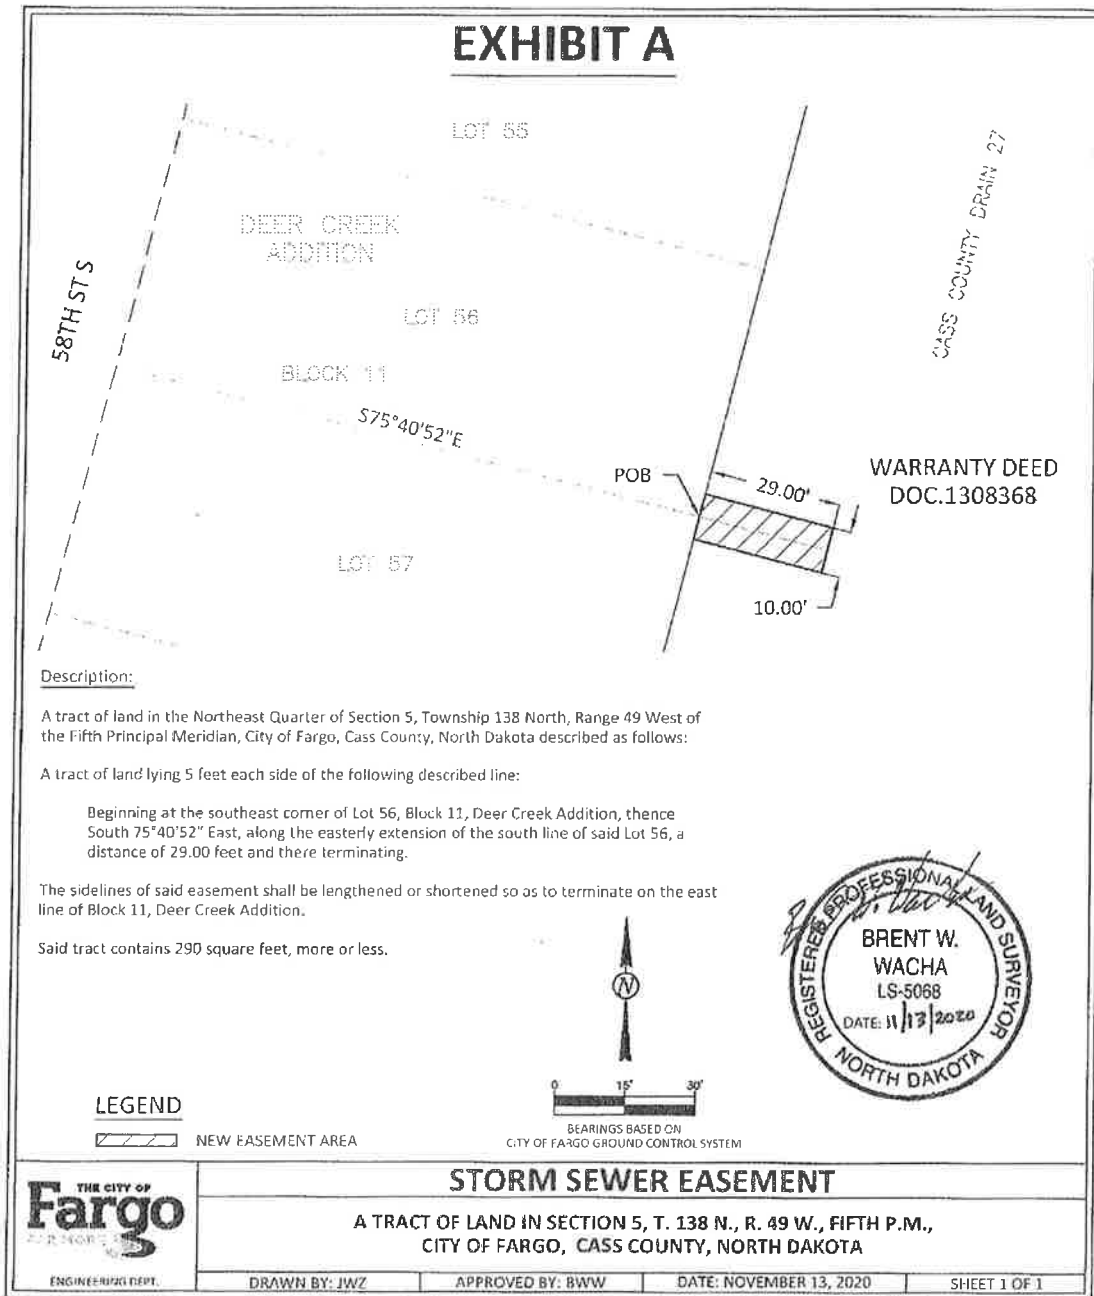 EXHIBIT A
LOT 55
DEER CREEK
ADDITION
CASS COUNTY DRAIN 27
58TH ST S
LOT 56
BLOCK 11
S75°40'52"E
POB
29.00'
WARRANTY DEED
DOC.1308368
LOT 57
10.00'
Description:
A tract of land in the Northeast Quarter of Section 5, Township 138 North, Range 49 West of
the Fifth Principal Meridian, City of Fargo, Cass County, North Dakota described as follows:
A tract of land lying 5 feet each side of the following described line:
Beginning at the southeast corner of Lot 56, Block 11, Deer Creek Addition, thence
South 75°40'52" East, along the easterly extension of the south line of said Lot 56, a
distance of 29.00 feet and there terminating.
The sidelines of said easement shall be lengthened or shortened so as to terminate on the east
line of Block 11, Deer Creek Addition.
Said tract contains 290 square feet, more or less.
REGISTERED PROFESSIONAL LAND SURVEYOR
BRENT W.
WACHA
LS-5068
DATE: 11/13/2020
NORTH DAKOTA
N
0 15' 30'
BEARINGS BASED ON
CITY OF FARGO GROUND CONTROL SYSTEM
LEGEND
NEW EASEMENT AREA
THE CITY OF
Fargo
ENGINEERING DEPT.
STORM SEWER EASEMENT
A TRACT OF LAND IN SECTION 5, T. 138 N., R. 49 W., FIFTH P.M.,
CITY OF FARGO, CASS COUNTY, NORTH DAKOTA
DRAWN BY: JWZ
APPROVED BY: BWW
DATE: NOVEMBER 13, 2020
SHEET 1 OF 1